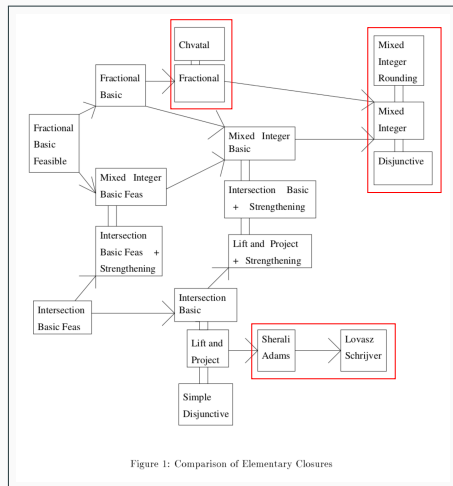 Chvatal
Fractional
Mixed
Integer
Rounding
Mixed
Integer
Disjunctive
Fractional
Basic
Fractional
Basic
Feasible
Mixed Integer
Basic
Mixed Integer
Basic Feas
Intersection Basic
+ Strengthening
Intersection
Basic Feas +
Strengthening
Lift and Project
+ Strengthening
Intersection
Basic Feas
Intersection
Basic
Lift and
Project
Sherali
Adams
Lovasz
Schrijver
Simple
Disjunctive
Figure 1: Comparison of Elementary Closures